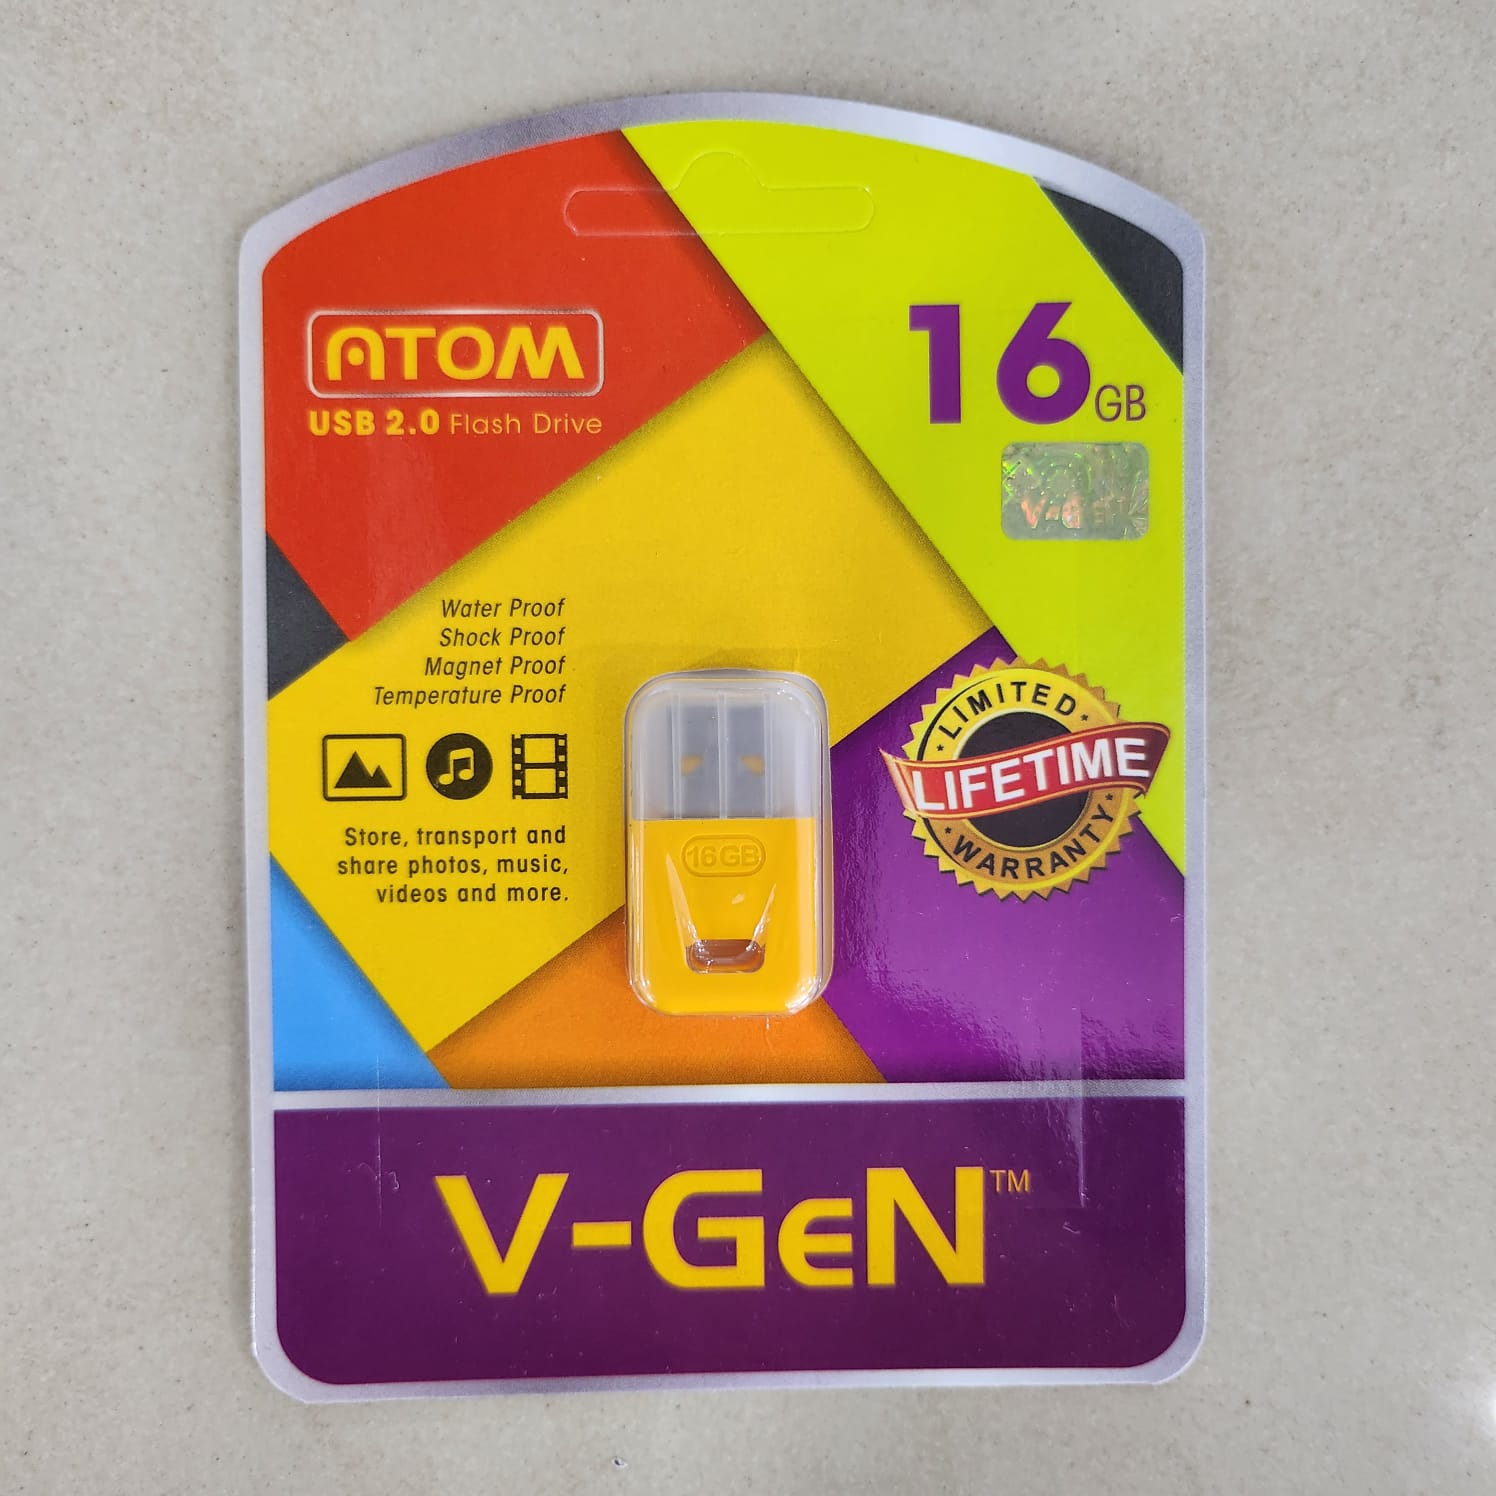 ATOM
USB 2.0 Flash Drive
16GB
V-GEN
Water Proof
Shock Proof
Magnet Proof
Temperature Proof
Store, transport and
share photos, music,
videos and more.
16GB
LIMITED
LIFETIME
WARRANTY
V-GEN™